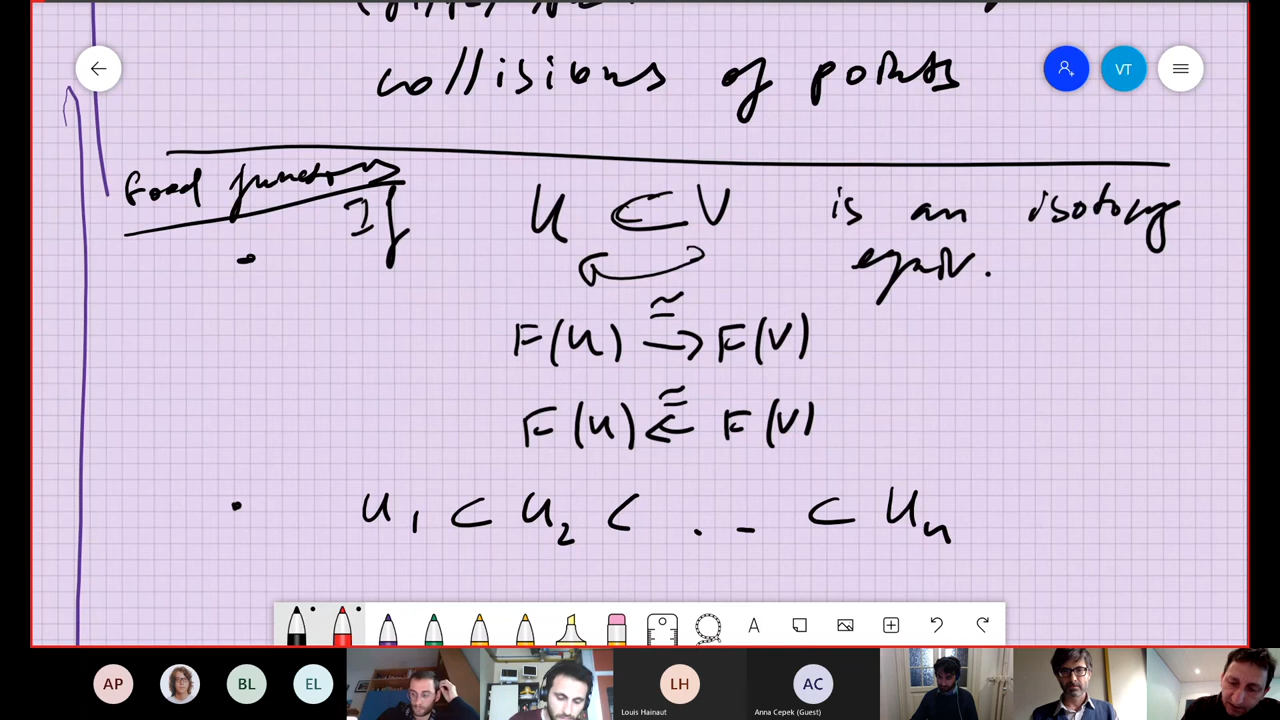 collisions of points
Good functors
If U ⊂ V is an isotopy
equiv.
F(U) ≅→ F(V)
F(U) ≅← F(V)
U₁ ⊂ U₂ ⊂ . . - ⊂ Uₙ
VT
A
AP
BL
EL
LH
Louis Hainaut
AC
Anna Cepek (Guest)